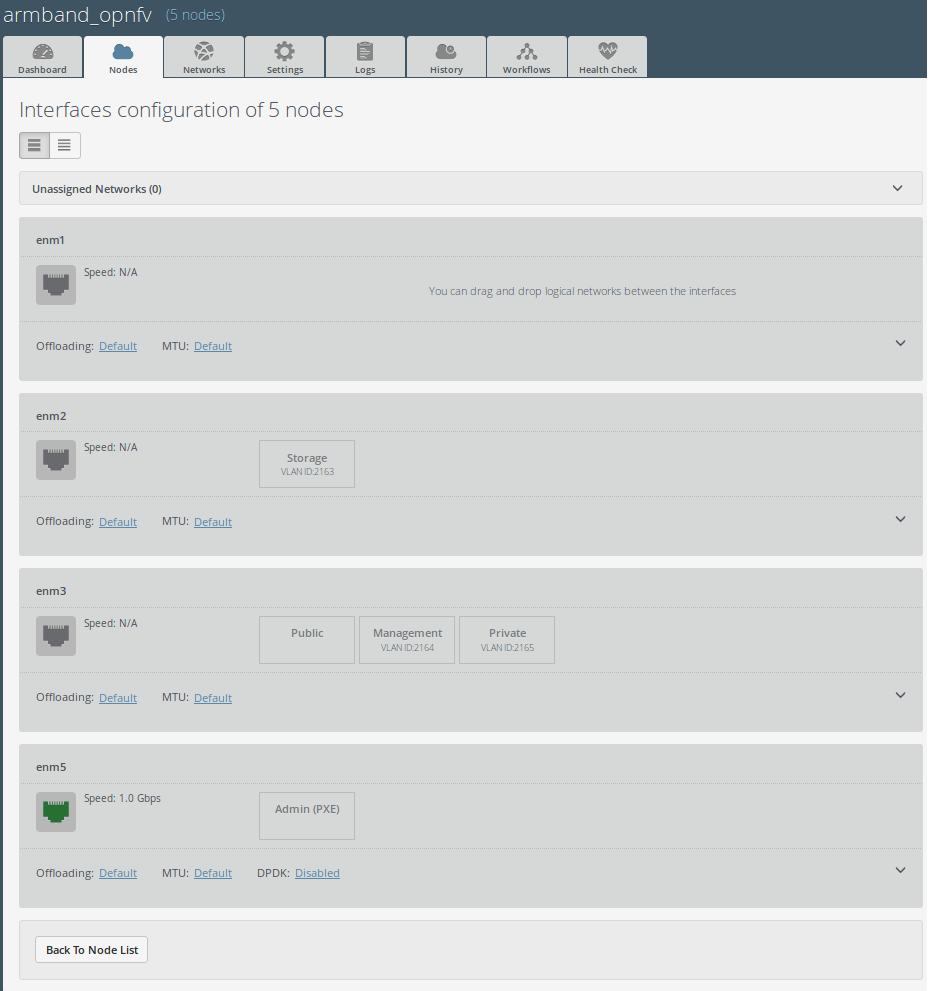 armband_opnfv (5 nodes)
Dashboard Nodes Networks Settings Logs History Workflows Health Check
Interfaces configuration of 5 nodes
Unassigned Networks (0)
enm1
Speed: N/A
You can drag and drop logical networks between the interfaces
Offloading: Default MTU: Default
enm2
Speed: N/A
Storage
VLAN ID:2163
Offloading: Default MTU: Default
enm3
Speed: N/A
Public Management Private
VLAN ID:2164 VLAN ID:2165
Offloading: Default MTU: Default
enm5
Speed: 1.0 Gbps
Admin (PXE)
Offloading: Default MTU: Default DPDK: Disabled
Back To Node List